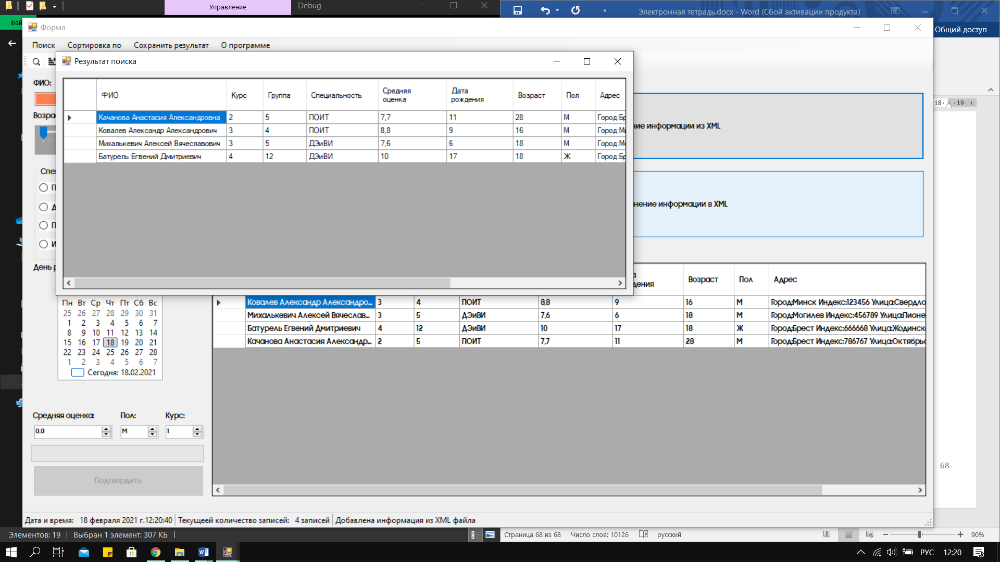 Управление
Debug
Электронная тетрадь.docx - Word (Сбой активации продукта)
Фай
Общий доступ
Форма
Поиск Сортировка по Сохранить результат О программе
Результат поиска
ФИО:
Возра
Спе
П
Д
П
И
День р
ФИО Курс Группа Специальность Средняя оценка Дата рождения Возраст Пол Адрес
Качанова Анастасия Александровна 2 5 ПОИТ 7,7 11 28 М Город:Бр
Ковалев Александр Александрович 3 4 ПОИТ 8,8 9 16 М Город:Ми
Михалькевич Алексей Вячеславович 3 5 ДЭиВИ 7,6 6 18 М Город:Мо
Батурель Егвений Дмитриевич 4 12 ДЭиВИ 10 17 18 Ж Город:Бр
ние информации из XML
нение информации в XML
18 19
дения Возраст Пол Адрес
Ковалев Александр Александро... 3 4 ПОИТ 8,8 9 16 М Город:Минск Индекс:123456 Улица:Свердло
Михалькевич Алексей Вячеслав... 3 5 ДЭиВИ 7,6 6 18 М Город:Могилев Индекс:456789 Улица:Пионе
Батурель Егвений Дмитриевич 4 12 ДЭиВИ 10 17 18 Ж Город:Брест Индекс:666668 Улица:Жодинск
Качанова Анастасия Александр... 2 5 ПОИТ 7,7 11 28 М Город:Брест Индекс:786767 Улица:Октябрьс
Пн Вт Ср Чт Пт Сб Вс
25 26 27 28 29 30 31
1 2 3 4 5 6 7
8 9 10 11 12 13 14
15 16 17 18 19 20 21
22 23 24 25 26 27 28
1 2 3 4 5 6 7
Сегодня: 18.02.2021
Средняя оценка: Пол: Курс:
0,0 М 1
Подтвердить
68
Дата и время: 18 февраля 2021 г.12:20:40 Текущеей количество записей: 4 записей Добавлена информация из XML файла
Элементов: 19 Выбран 1 элемент: 307 КБ
Страница 68 из 68 Число слов: 10126 русский 90%
РУС 12:20